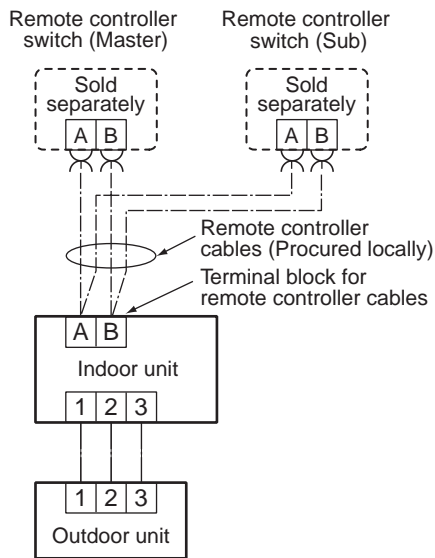 Remote controller
switch (Master)
Remote controller
switch (Sub)
Sold
separately
A B
Sold
separately
A B
Remote controller
cables (Procured locally)
Terminal block for
remote controller cables
A B
Indoor unit
1 2 3
1 2 3
Outdoor unit